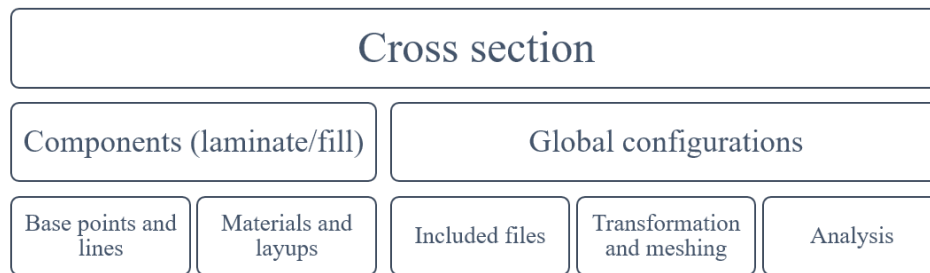 Cross section
Components (laminate/fill)
Global configurations
Base points and
lines
Materials and
layups
Included files
Transformation
and meshing
Analysis